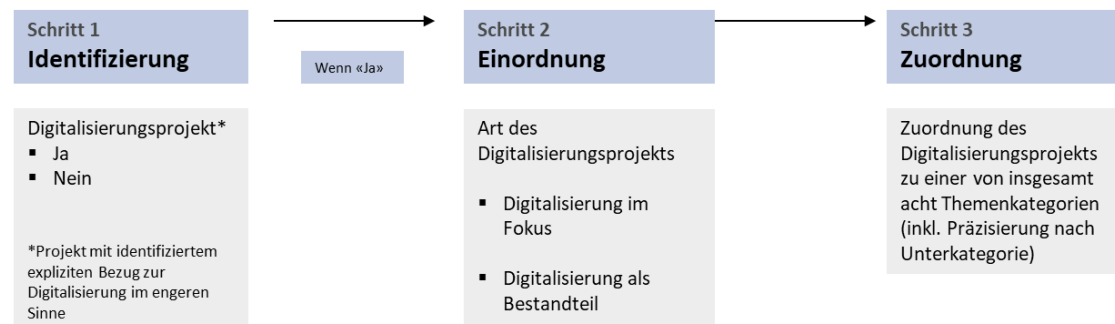 Schritt 1
Identifizierung
Wenn «Ja»
Schritt 2
Einordnung
Schritt 3
Zuordnung
Digitalisierungsprojekt*
▪ Ja
▪ Nein
*Projekt mit identifiziertem
expliziten Bezug zur
Digitalisierung im engeren
Sinne
Art des
Digitalisierungsprojekts
▪ Digitalisierung im
Fokus
▪ Digitalisierung als
Bestandteil
Zuordnung des
Digitalisierungsprojekts
zu einer von insgesamt
acht Themenkategorien
(inkl. Präzisierung nach
Unterkategorie)